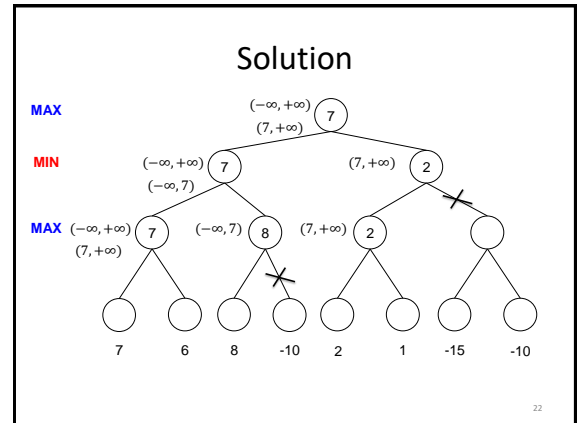 Solution
MAX (−∞, +∞) 7
(7, +∞)
MIN (−∞, +∞) 7 (7, +∞) 2
(−∞, 7)
MAX (−∞, +∞) 7 (−∞, 7) 8 (7, +∞) 2
(7, +∞)
7 6 8 -10 2 1 -15 -10
22